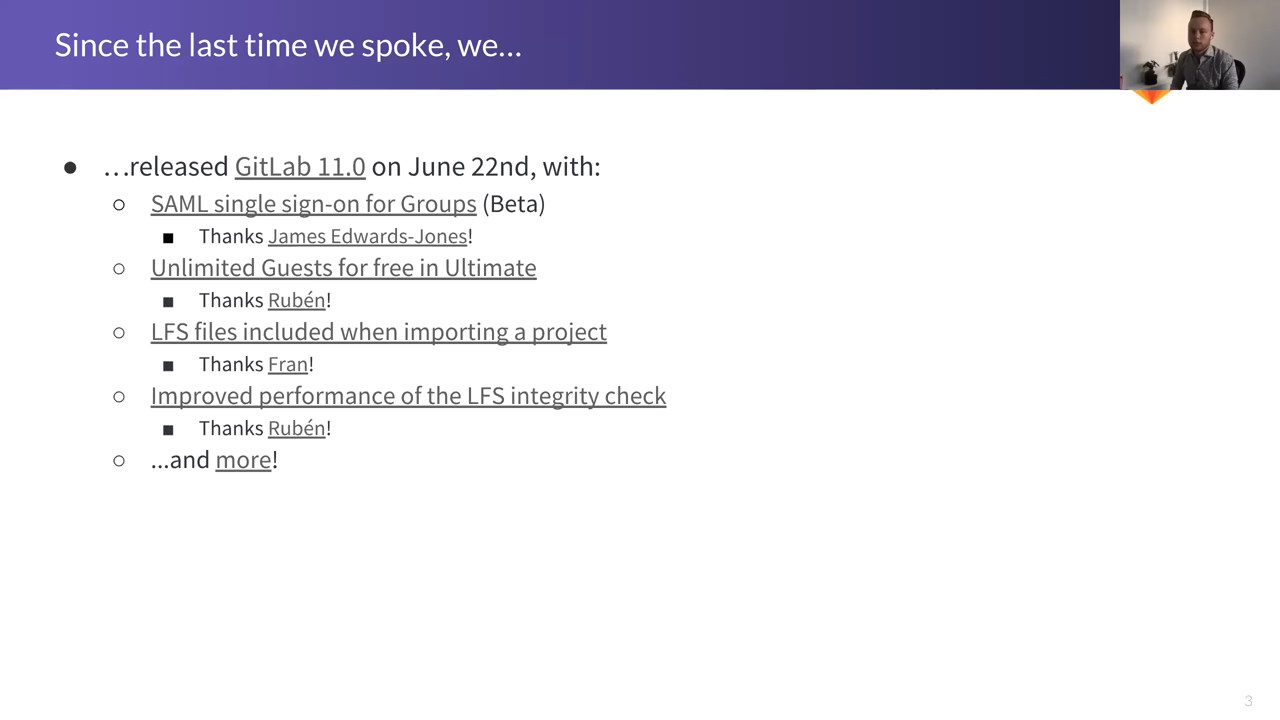 Since the last time we spoke, we...
● …released GitLab 11.0 on June 22nd, with:
○ SAML single sign-on for Groups (Beta)
■ Thanks James Edwards-Jones!
○ Unlimited Guests for free in Ultimate
■ Thanks Rubén!
○ LFS files included when importing a project
■ Thanks Fran!
○ Improved performance of the LFS integrity check
■ Thanks Rubén!
○ ...and more!
3